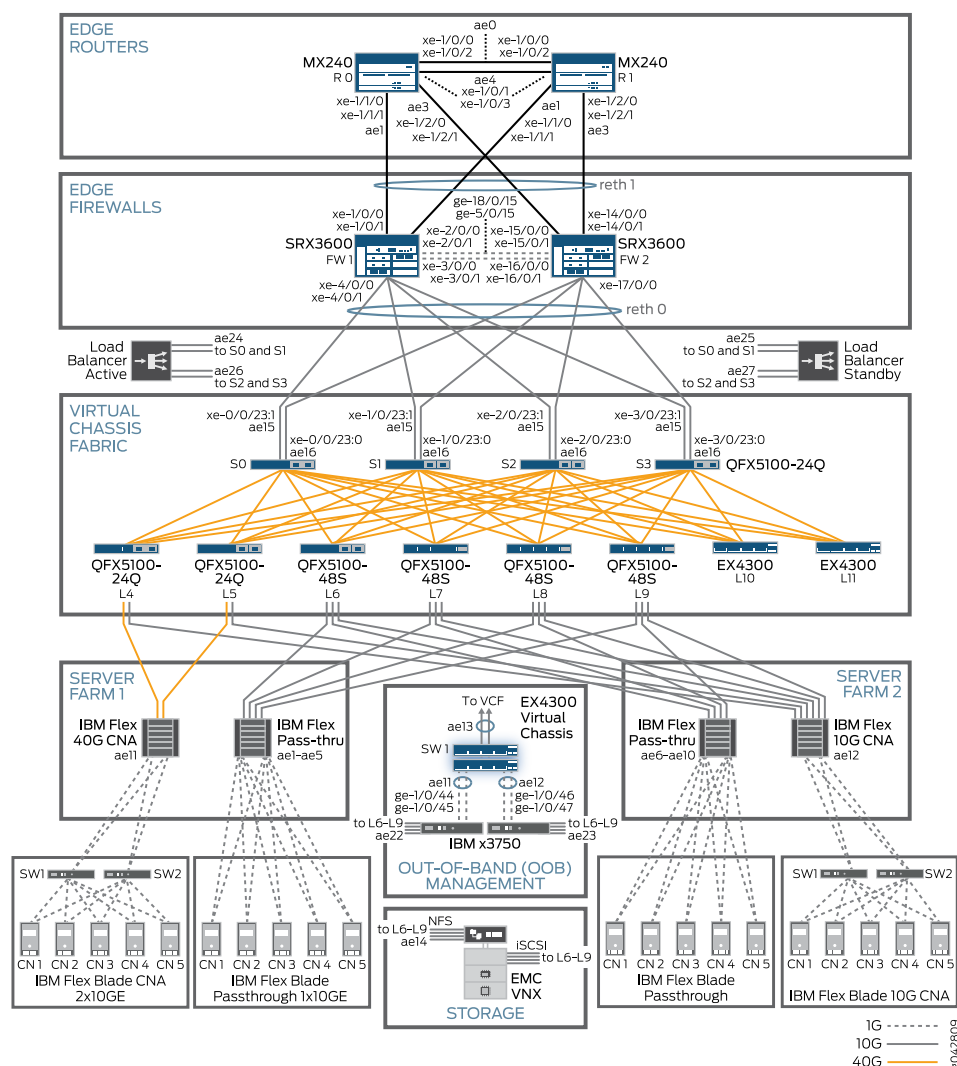 EDGE
ROUTERS
ae0
xe-1/0/0
xe-1/0/2
xe-1/0/0
xe-1/0/2
MX240
R 0
MX240
R 1
ae4
xe-1/0/1
xe-1/0/3
xe-1/1/0
xe-1/1/1
ae1
ae3
xe-1/2/0
xe-1/2/1
ae1
xe-1/1/0
xe-1/1/1
xe-1/2/0
xe-1/2/1
ae3
EDGE
FIREWALLS
reth 1
ge-18/0/15
ge-5/0/15
xe-1/0/0
xe-1/0/1
xe-14/0/0
xe-14/0/1
SRX3600
FW 1
xe-2/0/0
xe-2/0/1
xe-15/0/0
xe-15/0/1
SRX3600
FW 2
xe-3/0/0
xe-3/0/1
xe-16/0/0
xe-16/0/1
xe-4/0/0
xe-4/0/1
xe-17/0/0
reth 0
Load
Balancer
Active
ae24
to S0 and S1
ae26
to S2 and S3
ae25
to S0 and S1
ae27
to S2 and S3
Load
Balancer
Standby
VIRTUAL
CHASSIS
FABRIC
xe-0/0/23:1
ae15
xe-1/0/23:1
ae15
xe-2/0/23:1
ae15
xe-3/0/23:1
ae15
xe-0/0/23:0
ae16
xe-1/0/23:0
ae16
xe-2/0/23:0
ae16
xe-3/0/23:0
ae16
S0
S1
S2
S3
QFX5100-24Q
QFX5100-
24Q
L4
QFX5100-
24Q
L5
QFX5100-
48S
L6
QFX5100-
48S
L7
QFX5100-
48S
L8
QFX5100-
48S
L9
EX4300
L10
EX4300
L11
SERVER
FARM 1
IBM Flex
40G CNA
ae11
IBM Flex
Pass-thru
ae1-ae5
To VCF
ae13
EX4300
Virtual
Chassis
SW 1
ae11
ae12
ge-1/0/44
ge-1/0/45
ge-1/0/46
ge-1/0/47
to L6-L9
ae22
to L6-L9
ae23
IBM x3750
OUT-OF-BAND (OOB)
MANAGEMENT
SERVER
FARM 2
IBM Flex
Pass-thru
ae6-ae10
IBM Flex
10G CNA
ae12
SW1
SW2
CN 1 CN 2 CN 3 CN 4 CN 5
IBM Flex Blade CNA
2x10GE
CN 1 CN 2 CN 3 CN 4 CN 5
IBM Flex Blade
Passthrough 1x10GE
NFS
to L6-L9
ae14
iSCSI
to L6-L9
EMC
VNX
STORAGE
CN 1 CN 2 CN 3 CN 4 CN 5
IBM Flex Blade
Passthrough
SW1
SW2
CN 1 CN 2 CN 3 CN 4 CN 5
IBM Flex Blade 10G CNA
1G
10G
40G